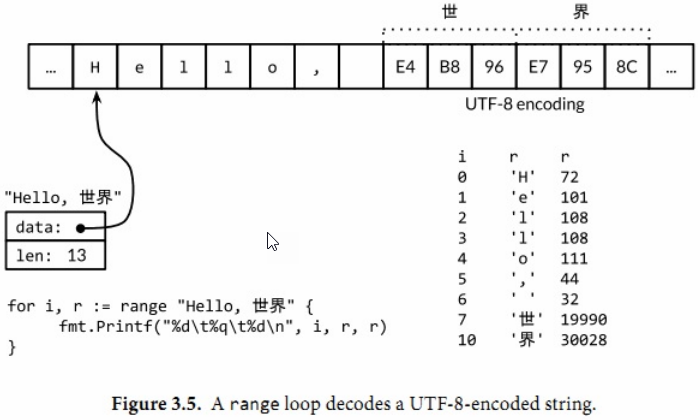 世 界
... H e l l o , E4 B8 96 E7 95 8C ...
UTF-8 encoding
"Hello, 世界"
data:
len: 13
for i, r := range "Hello, 世界" {
fmt.Printf("%d\t%q\t%d\n", i, r, r)
}
i r r
0 'H' 72
1 'e' 101
2 'l' 108
3 'l' 108
4 'o' 111
5 ',' 44
6 ' ' 32
7 '世' 19990
10 '界' 30028
Figure 3.5. A range loop decodes a UTF-8-encoded string.